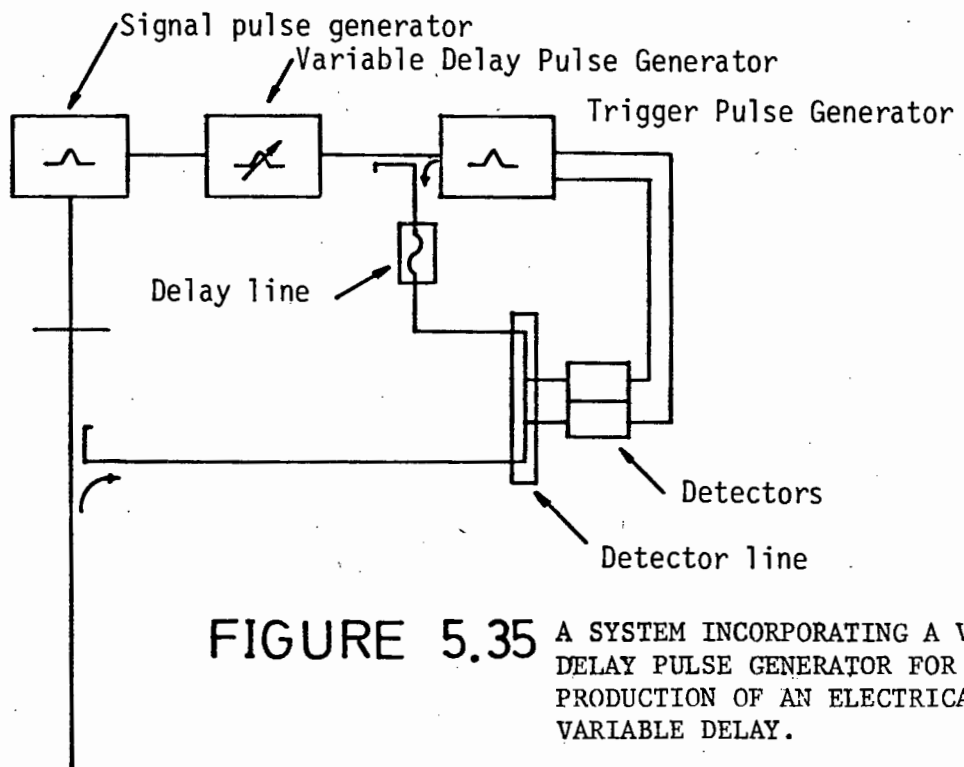 Signal pulse generator
Variable Delay Pulse Generator
Trigger Pulse Generator
Delay line
Detectors
Detector line
FIGURE 5.35 A SYSTEM INCORPORATING A
DELAY PULSE GENERATOR FOR
PRODUCTION OF AN
VARIABLE DELAY.